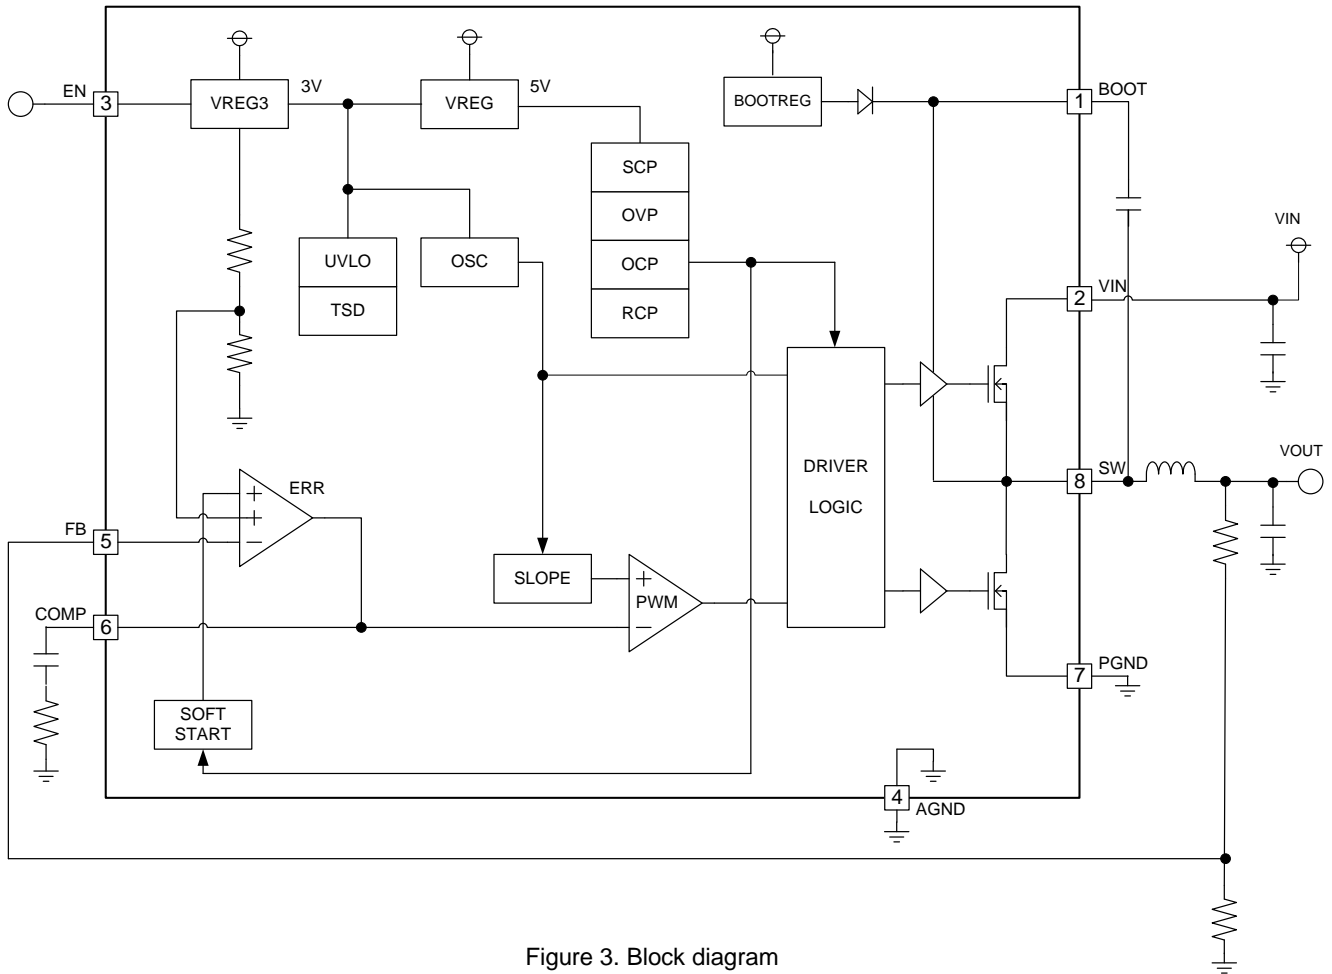 EN
3
VREG3
3V
VREG
5V
BOOTREG
1
BOOT
SCP
OVP
OCP
RCP
UVLO
TSD
OSC
VIN
2
VIN
DRIVER
LOGIC
ERR
+
+
−
FB
5
SLOPE
+
−
PWM
8
SW
VOUT
COMP
6
SOFT
START
7
PGND
4
AGND
Figure 3. Block diagram